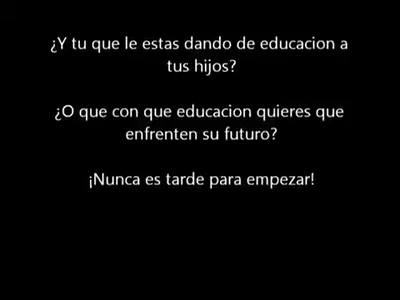 ¿Y tu que le estas dando de educacion a
tus hijos?
¿O que con que educacion quieres que
enfrenten su futuro?
¡Nunca es tarde para empezar!